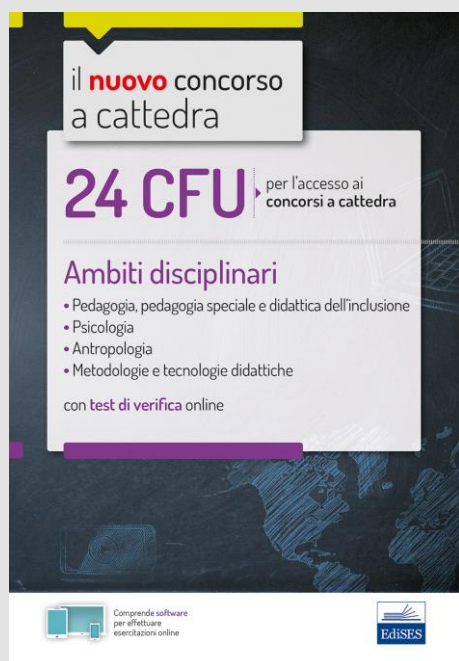 il nuovo concorso
a cattedra
24 CFU
per l'accesso ai
concorsi a cattedra
Ambiti disciplinari
• Pedagogia, pedagogia speciale e didattica dell'inclusione
• Psicologia
• Antropologia
• Metodologie e tecnologie didattiche
con test di verifica online
Comprende software
per effettuare
esercitazioni online
EdiSES